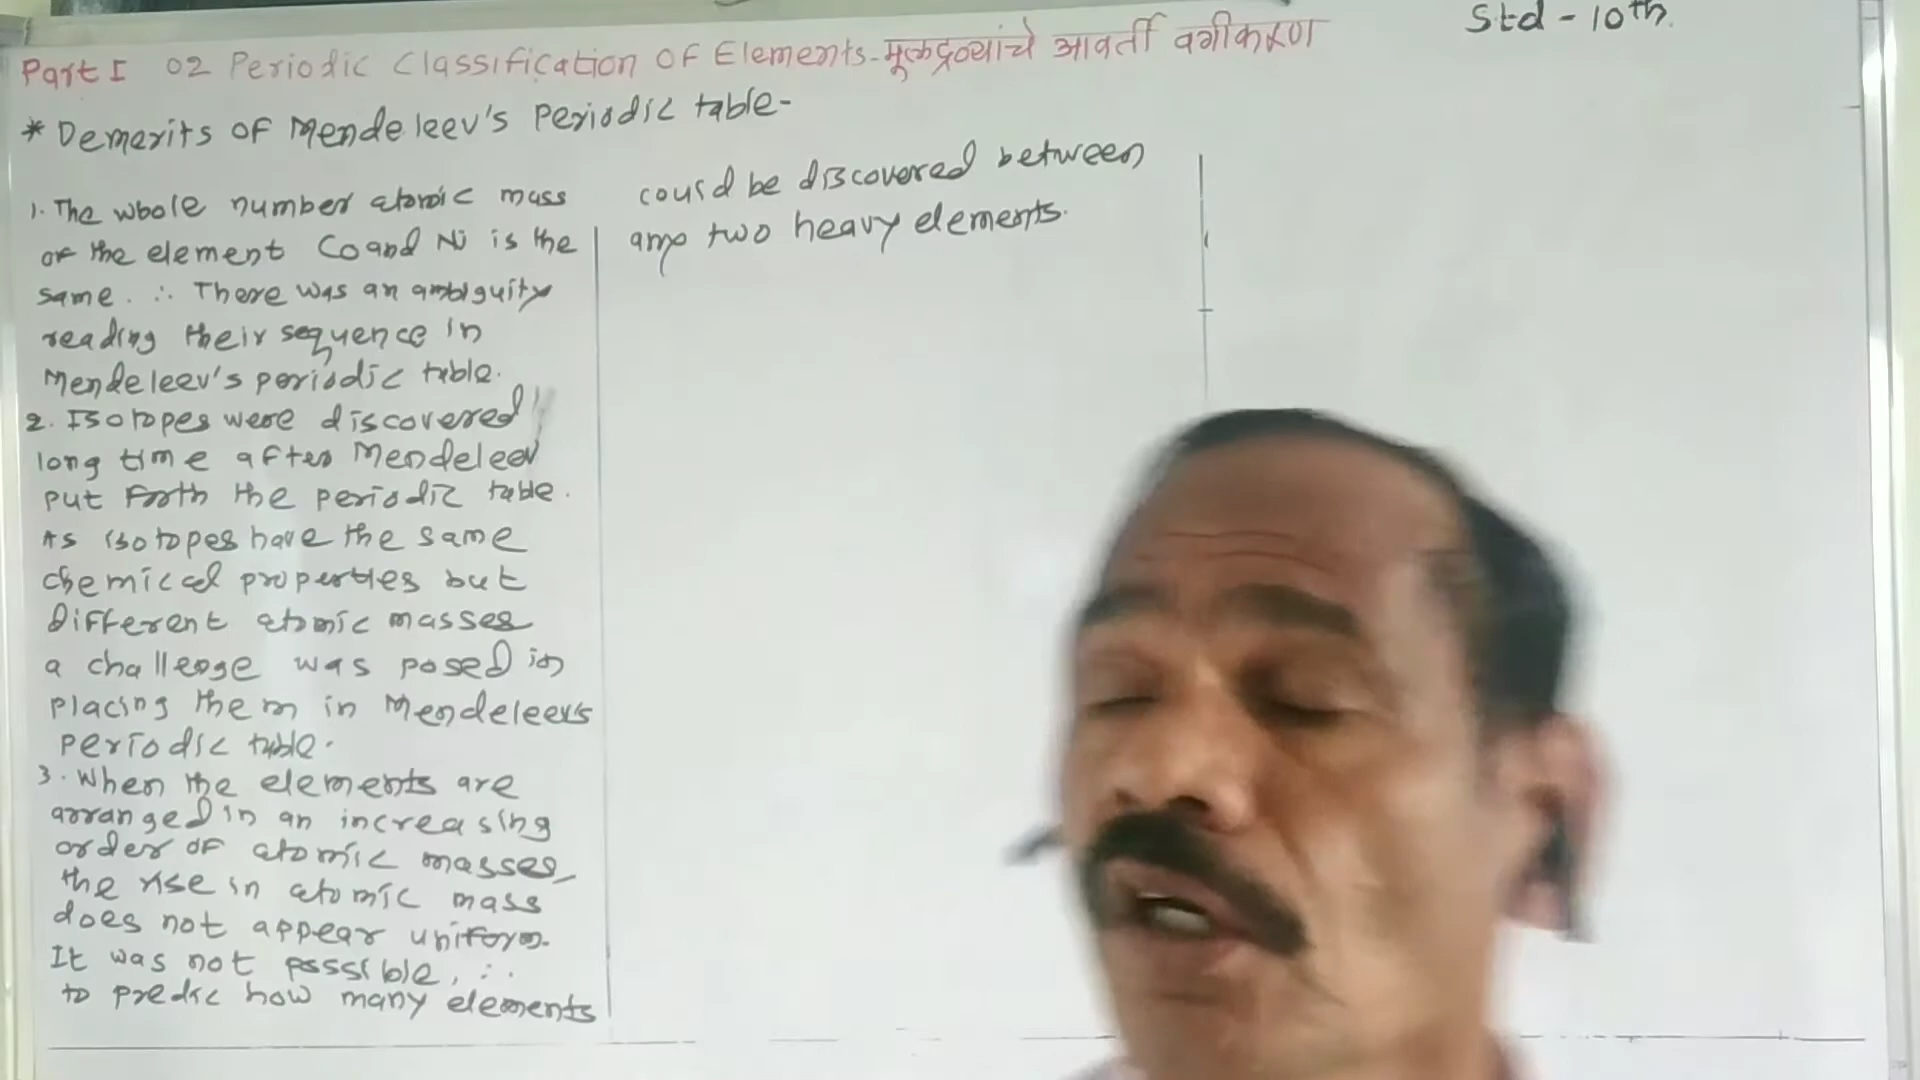 Std - 10th.
Part I 02 Periodic Classification OF Elements-मूलद्रव्यांचे आवर्ती वर्गीकरण
* Demerits of Mendeleev's Periodic table-
1. The whole number atomic mass
of the element Co and Ni is the
same. ∴ There was an ambiguity
reading their sequence in
Mendeleev's periodic table.
2. Isotopes were discovered
long time after Mendeleev
put forth the periodic table.
As isotopes have the same
chemical properties but
Different atomic masses
a challenge was posed in
placing them in Mendeleev's
periodic table.
3. When the elements are
arranged in an increasing
order of atomic masses,
the rise in atomic mass
does not appear uniform.
It was not possible, ∴
to predic how many elements
could be discovered between
any two heavy elements.